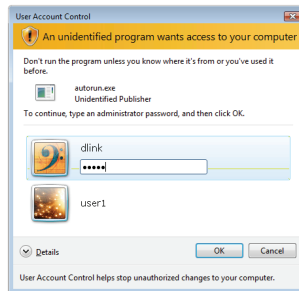 User Account Control
An unidentified program wants access to your computer
Don't run the program unless you know where it's from or you've used it
before.
autorun.exe
Unidentified Publisher
To continue, type an administrator password, and then click OK.
dlink
•••••
user1
Details
OK Cancel
User Account Control helps stop unauthorized changes to your computer.